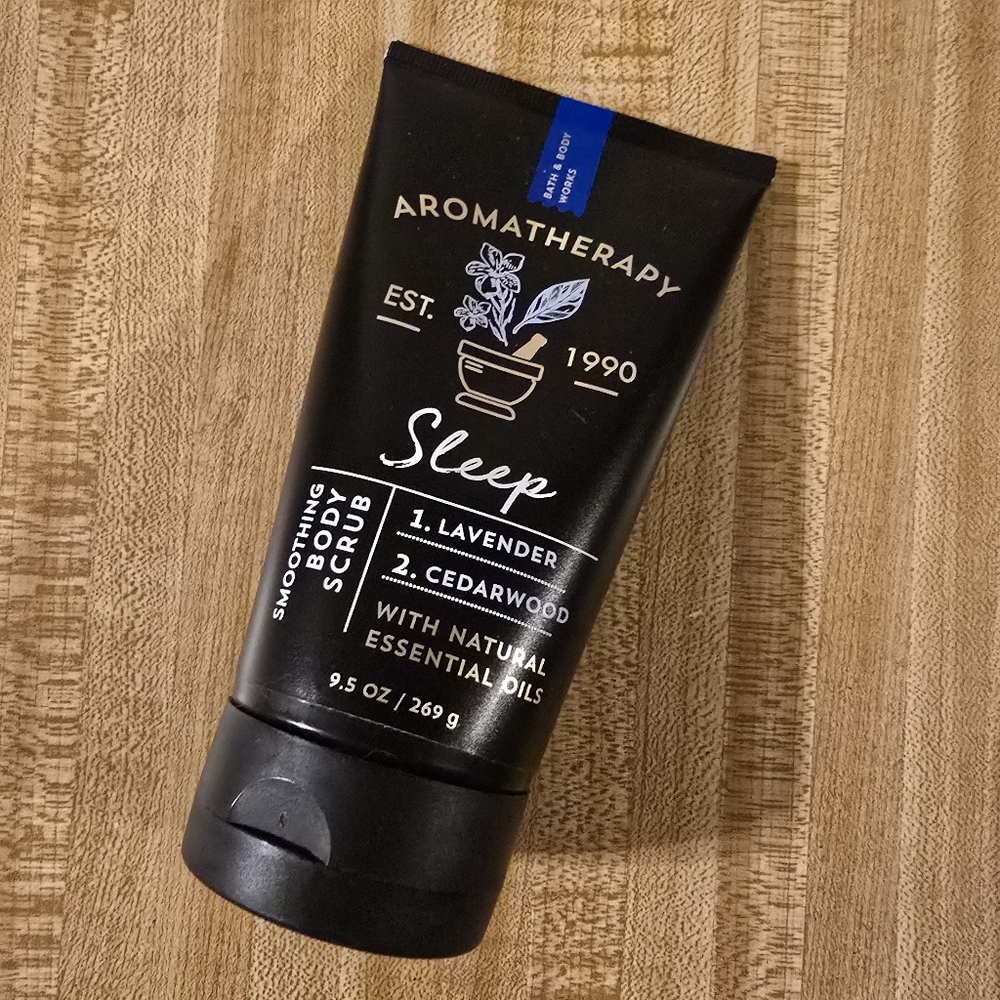 BATH & BODY
WORKS
AROMATHERAPY
EST.
1990
Sleep
SMOOTHING
BODY
SCRUB
1. LAVENDER
2. CEDARWOOD
WITH NATURAL
ESSENTIAL OILS
9.5 OZ / 269 g